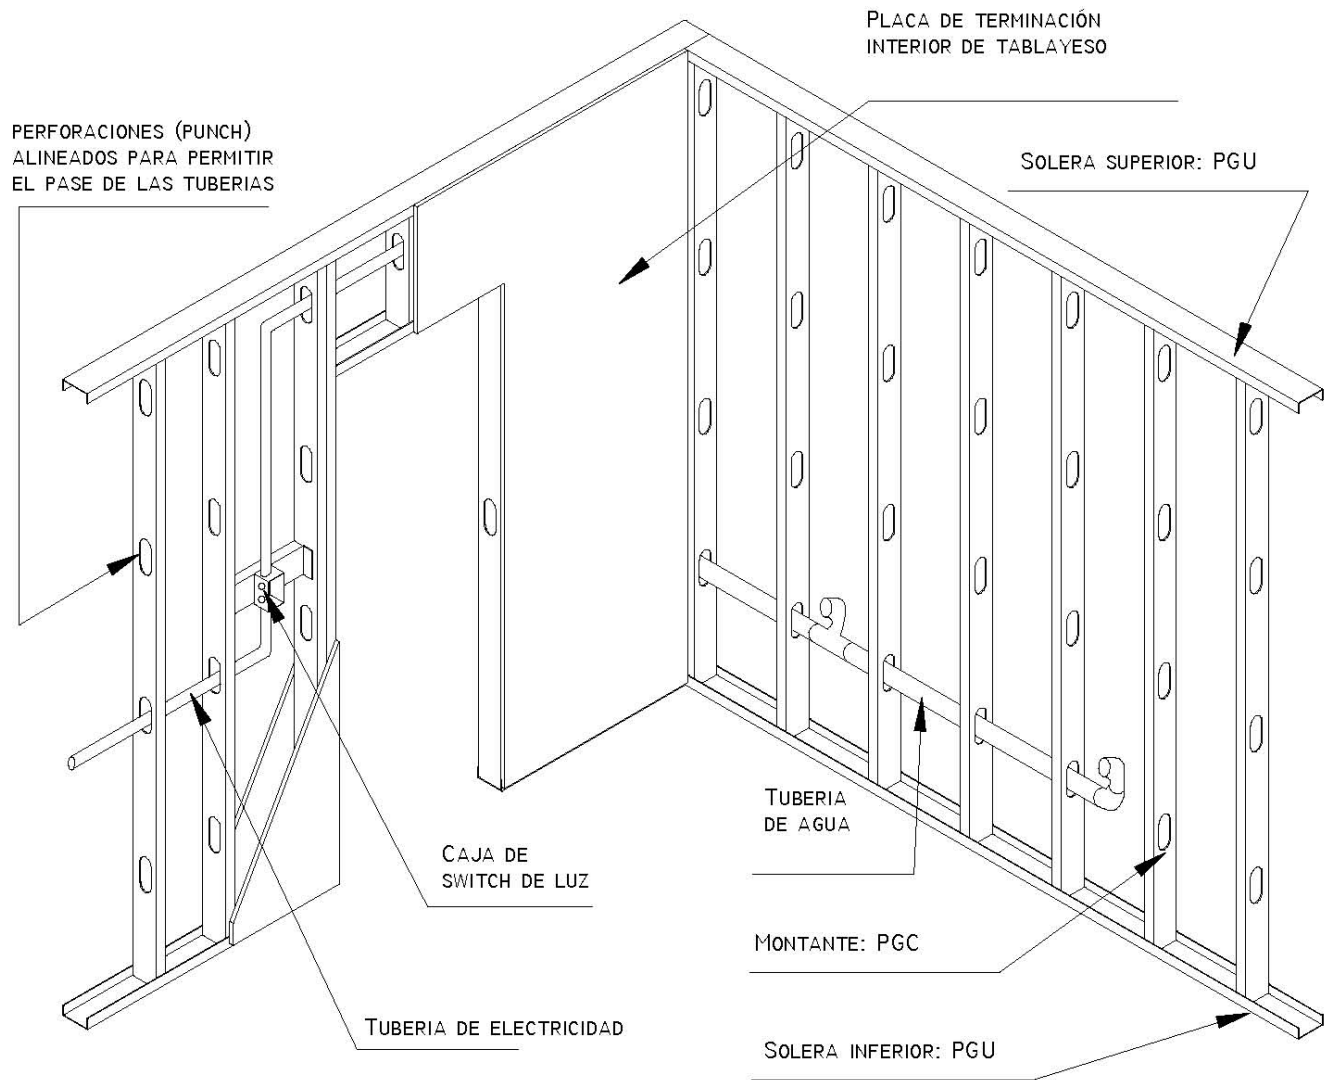 PLACA DE TERMINACIÓN
INTERIOR DE TABLAYESO
PERFORACIONES (PUNCH)
ALINEADOS PARA PERMITIR
EL PASE DE LAS TUBERIAS
SOLERA SUPERIOR: PGU
TUBERIA
DE AGUA
CAJA DE
SWITCH DE LUZ
MONTANTE: PGC
TUBERIA DE ELECTRICIDAD
SOLERA INFERIOR: PGU